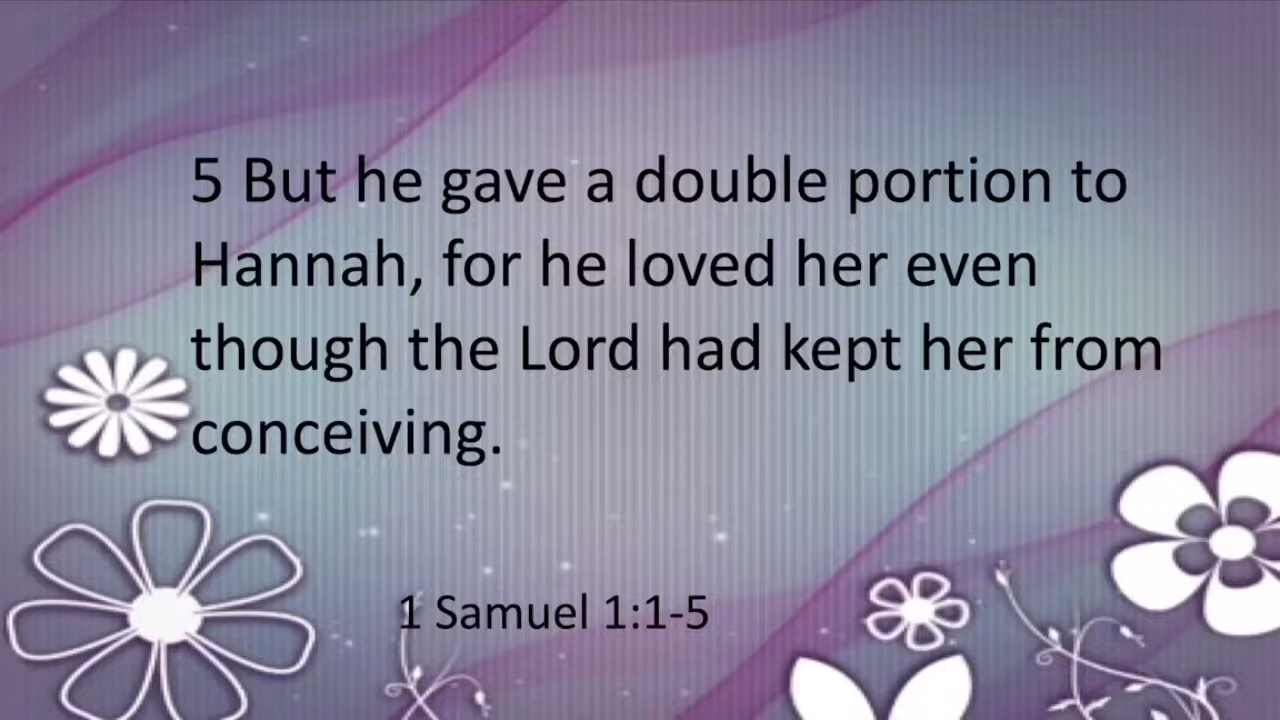 5 But he gave a double portion to
Hannah, for he loved her even
though the Lord had kept her from
conceiving.
1 Samuel 1:1-5